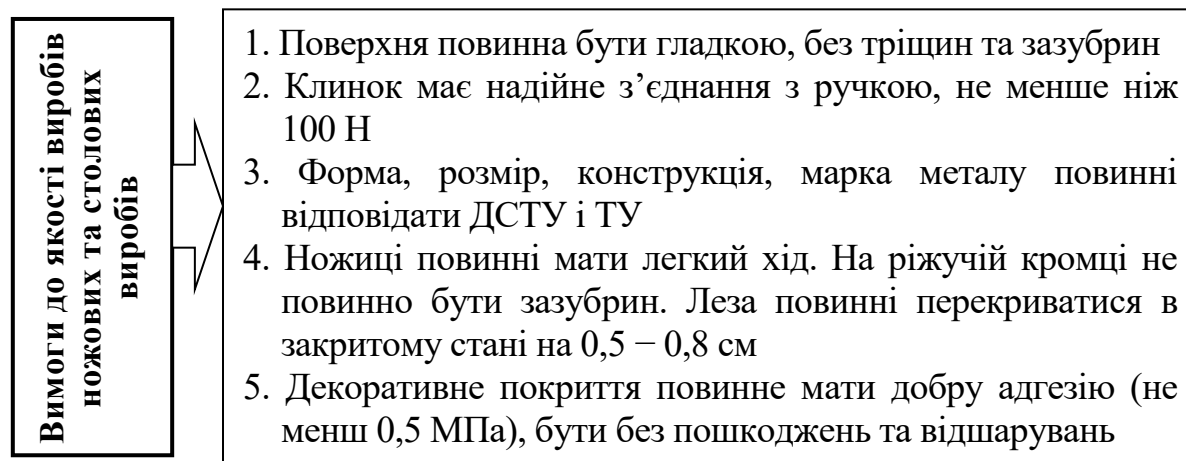 Вимоги до якості виробів
ножових та столових
виробів
1. Поверхня повинна бути гладкою, без тріщин та зазубрин
2. Клинок має надійне з’єднання з ручкою, не менше ніж
100 Н
3. Форма, розмір, конструкція, марка металу повинні
відповідати ДСТУ і ТУ
4. Ножиці повинні мати легкий хід. На ріжучій кромці не
повинно бути зазубрин. Леза повинні перекриватися в
закритому стані на 0,5 − 0,8 см
5. Декоративне покриття повинне мати добру адгезію (не
менш 0,5 МПа), бути без пошкоджень та відшарувань